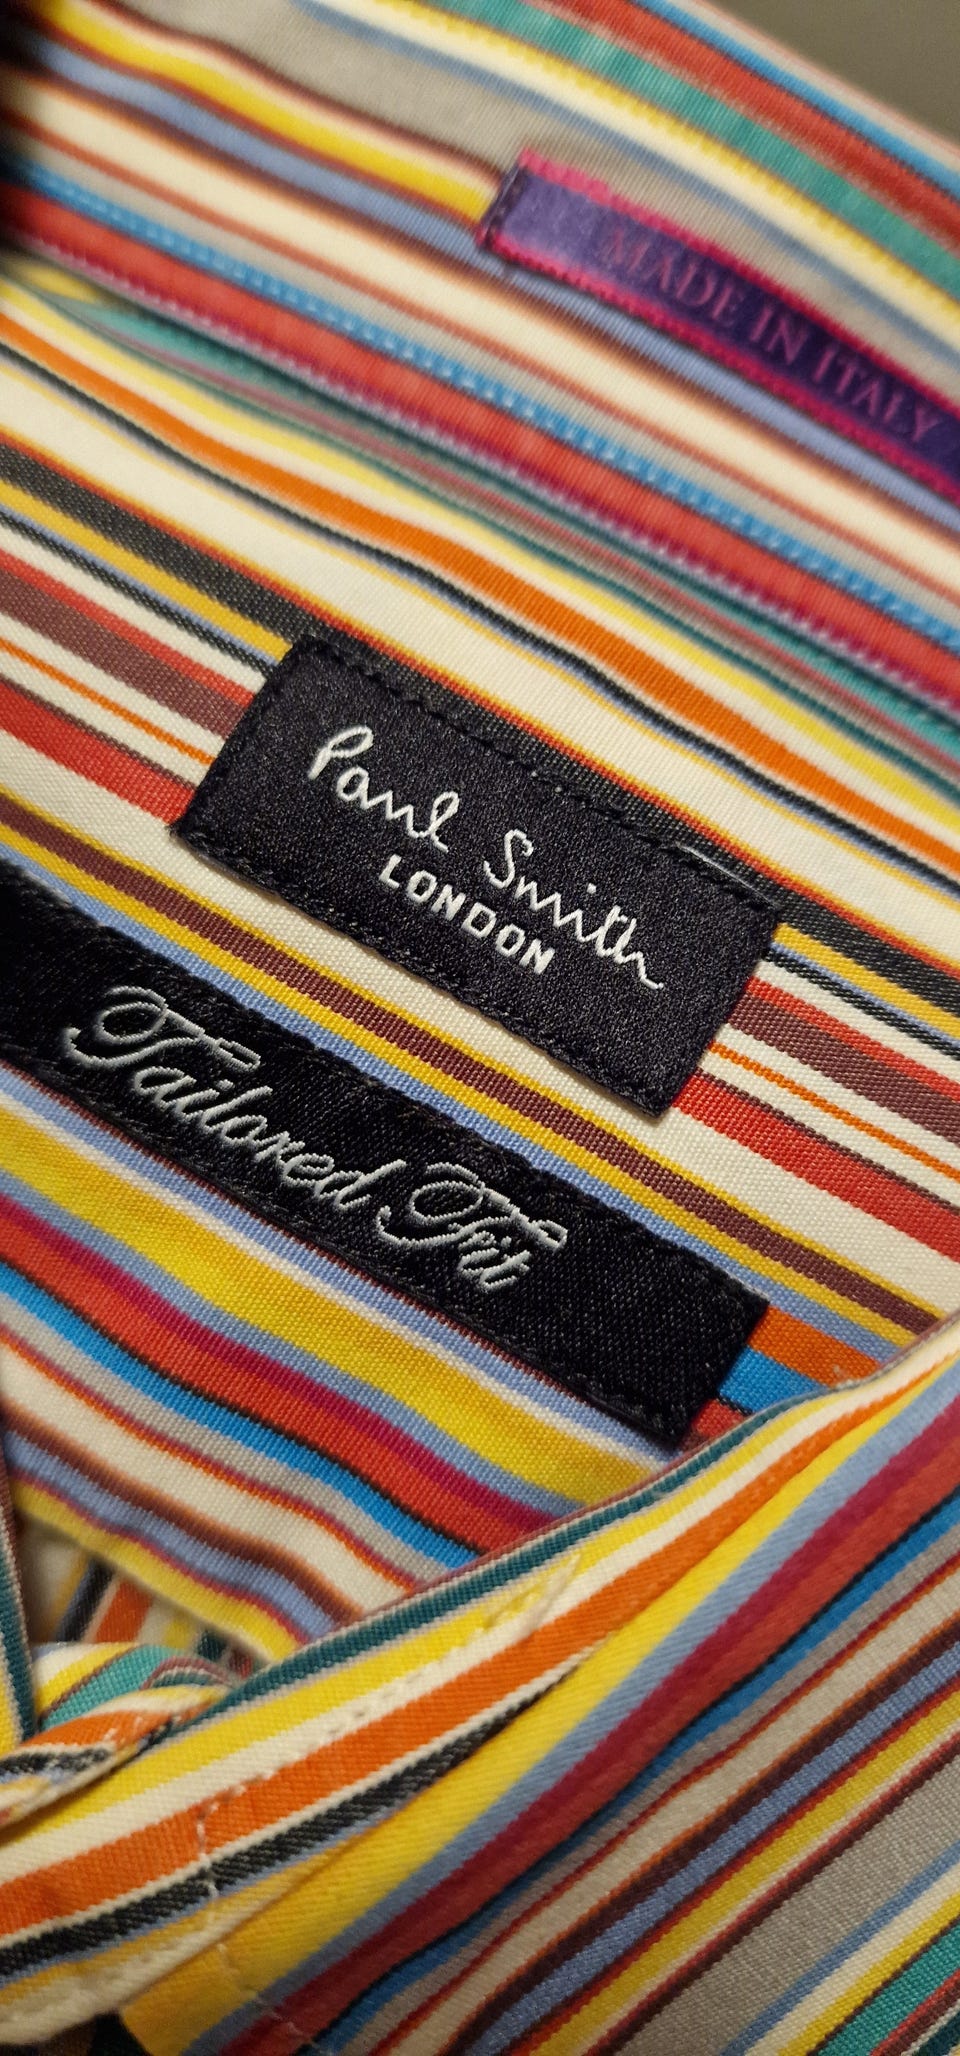 MADE IN ITALY
Paul Smith
LONDON
Tailored Fit